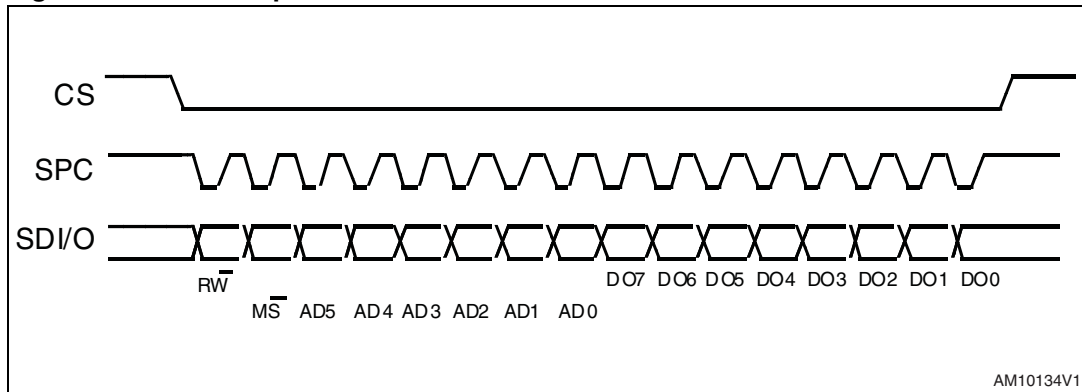 CS
SPC
SDI/O
RW
DO7 DO6 DO5 DO4 DO3 DO2 DO1 DO0
MS AD5 AD4 AD3 AD2 AD1 AD0
AM10134V1